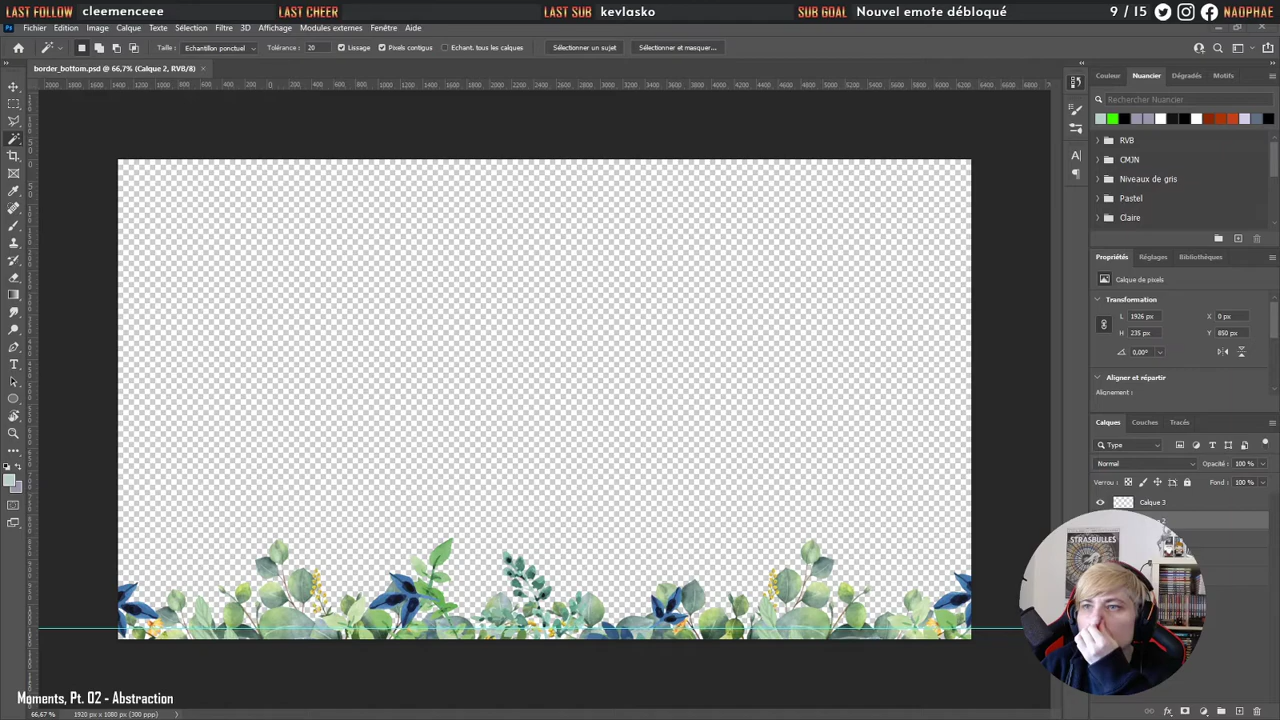 LAST FOLLOW cleemenceee LAST CHEER LAST SUB kevlasko SUB GOAL Nouvel emote débloqué 9 / 15 NAOPHAE
Fichier Edition Image Calque Texte Sélection Filtre 3D Affichage Modules externes Fenêtre Aide
Taille : Echantillon ponctuel Tolérance : 20 Lissage Pixels contigus Echant. tous les calques Sélectionner un sujet Sélectionner et masquer...
border_bottom.psd @ 66,7% (Calque 2, RVB/8) ×
Couleur Nuancier Dégradés Motifs
Rechercher Nuancier
RVB
CMJN
Niveaux de gris
Pastel
Claire
Propriétés Réglages Bibliothèques
Calque de pixels
Transformation
L 1926 px X 0 px
H 235 px Y 850 px
0,00°
Aligner et répartir
Alignement :
Calques Couches Tracés
Type
Normal Opacité : 100 %
Verrou : Fond : 100 %
Calque 3
STRASBULLES
Moments, Pt. 02 - Abstraction
66,67% 1920 px x 1080 px (300 ppp)